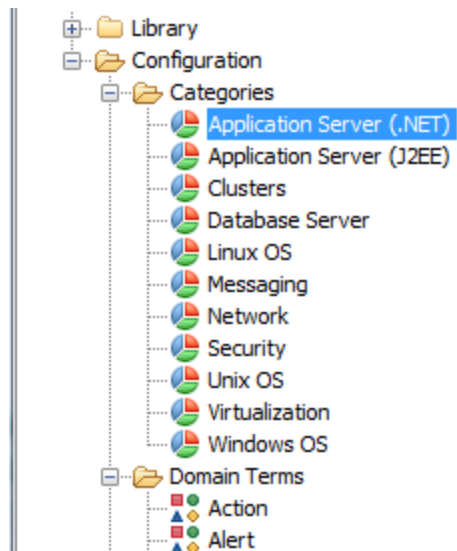 Library
Configuration
Categories
Application Server (.NET)
Application Server (J2EE)
Clusters
Database Server
Linux OS
Messaging
Network
Security
Unix OS
Virtualization
Windows OS
Domain Terms
Action
Alert